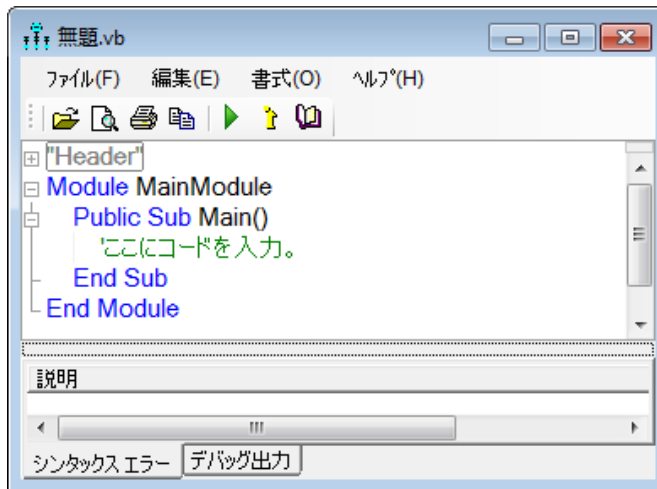 無題.vb
ﾌｧｲﾙ(F) 編集(E) 書式(O) ﾍﾙﾌﾟ(H)
"Header"
Module MainModule
Public Sub Main()
'ここにコードを入力。
End Sub
End Module
説明
シンタックス エラー デバッグ出力